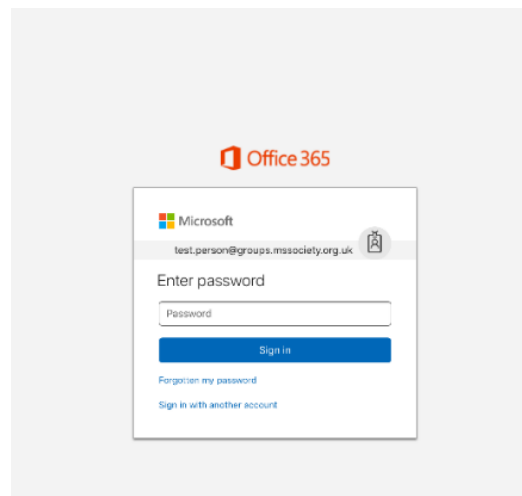 Office 365
Microsoft
test.person@groups.mssociety.org.uk
Enter password
Password
Sign in
Forgotten my password
Sign in with another account